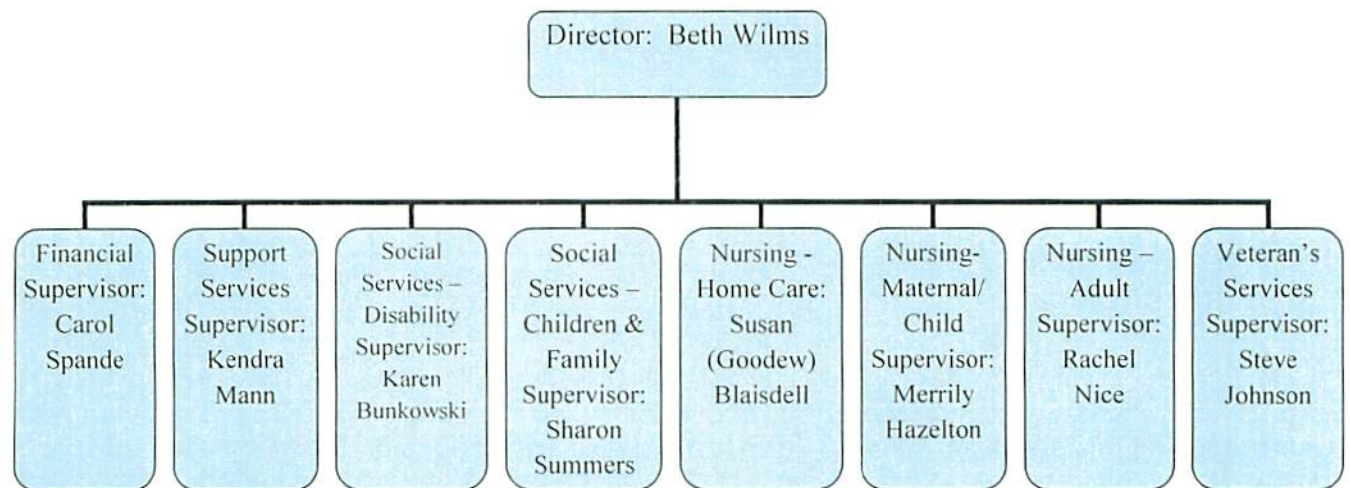 Director: Beth Wilms
Financial
Supervisor:
Carol
Spande
Support
Services
Supervisor:
Kendra
Mann
Social
Services –
Disability
Supervisor:
Karen
Bunkowski
Social
Services –
Children &
Family
Supervisor:
Sharon
Summers
Nursing -
Home Care:
Susan
(Goodew)
Blaisdell
Nursing-
Maternal/
Child
Supervisor:
Merrily
Hazelton
Nursing –
Adult
Supervisor:
Rachel
Nice
Veteran's
Services
Supervisor:
Steve
Johnson